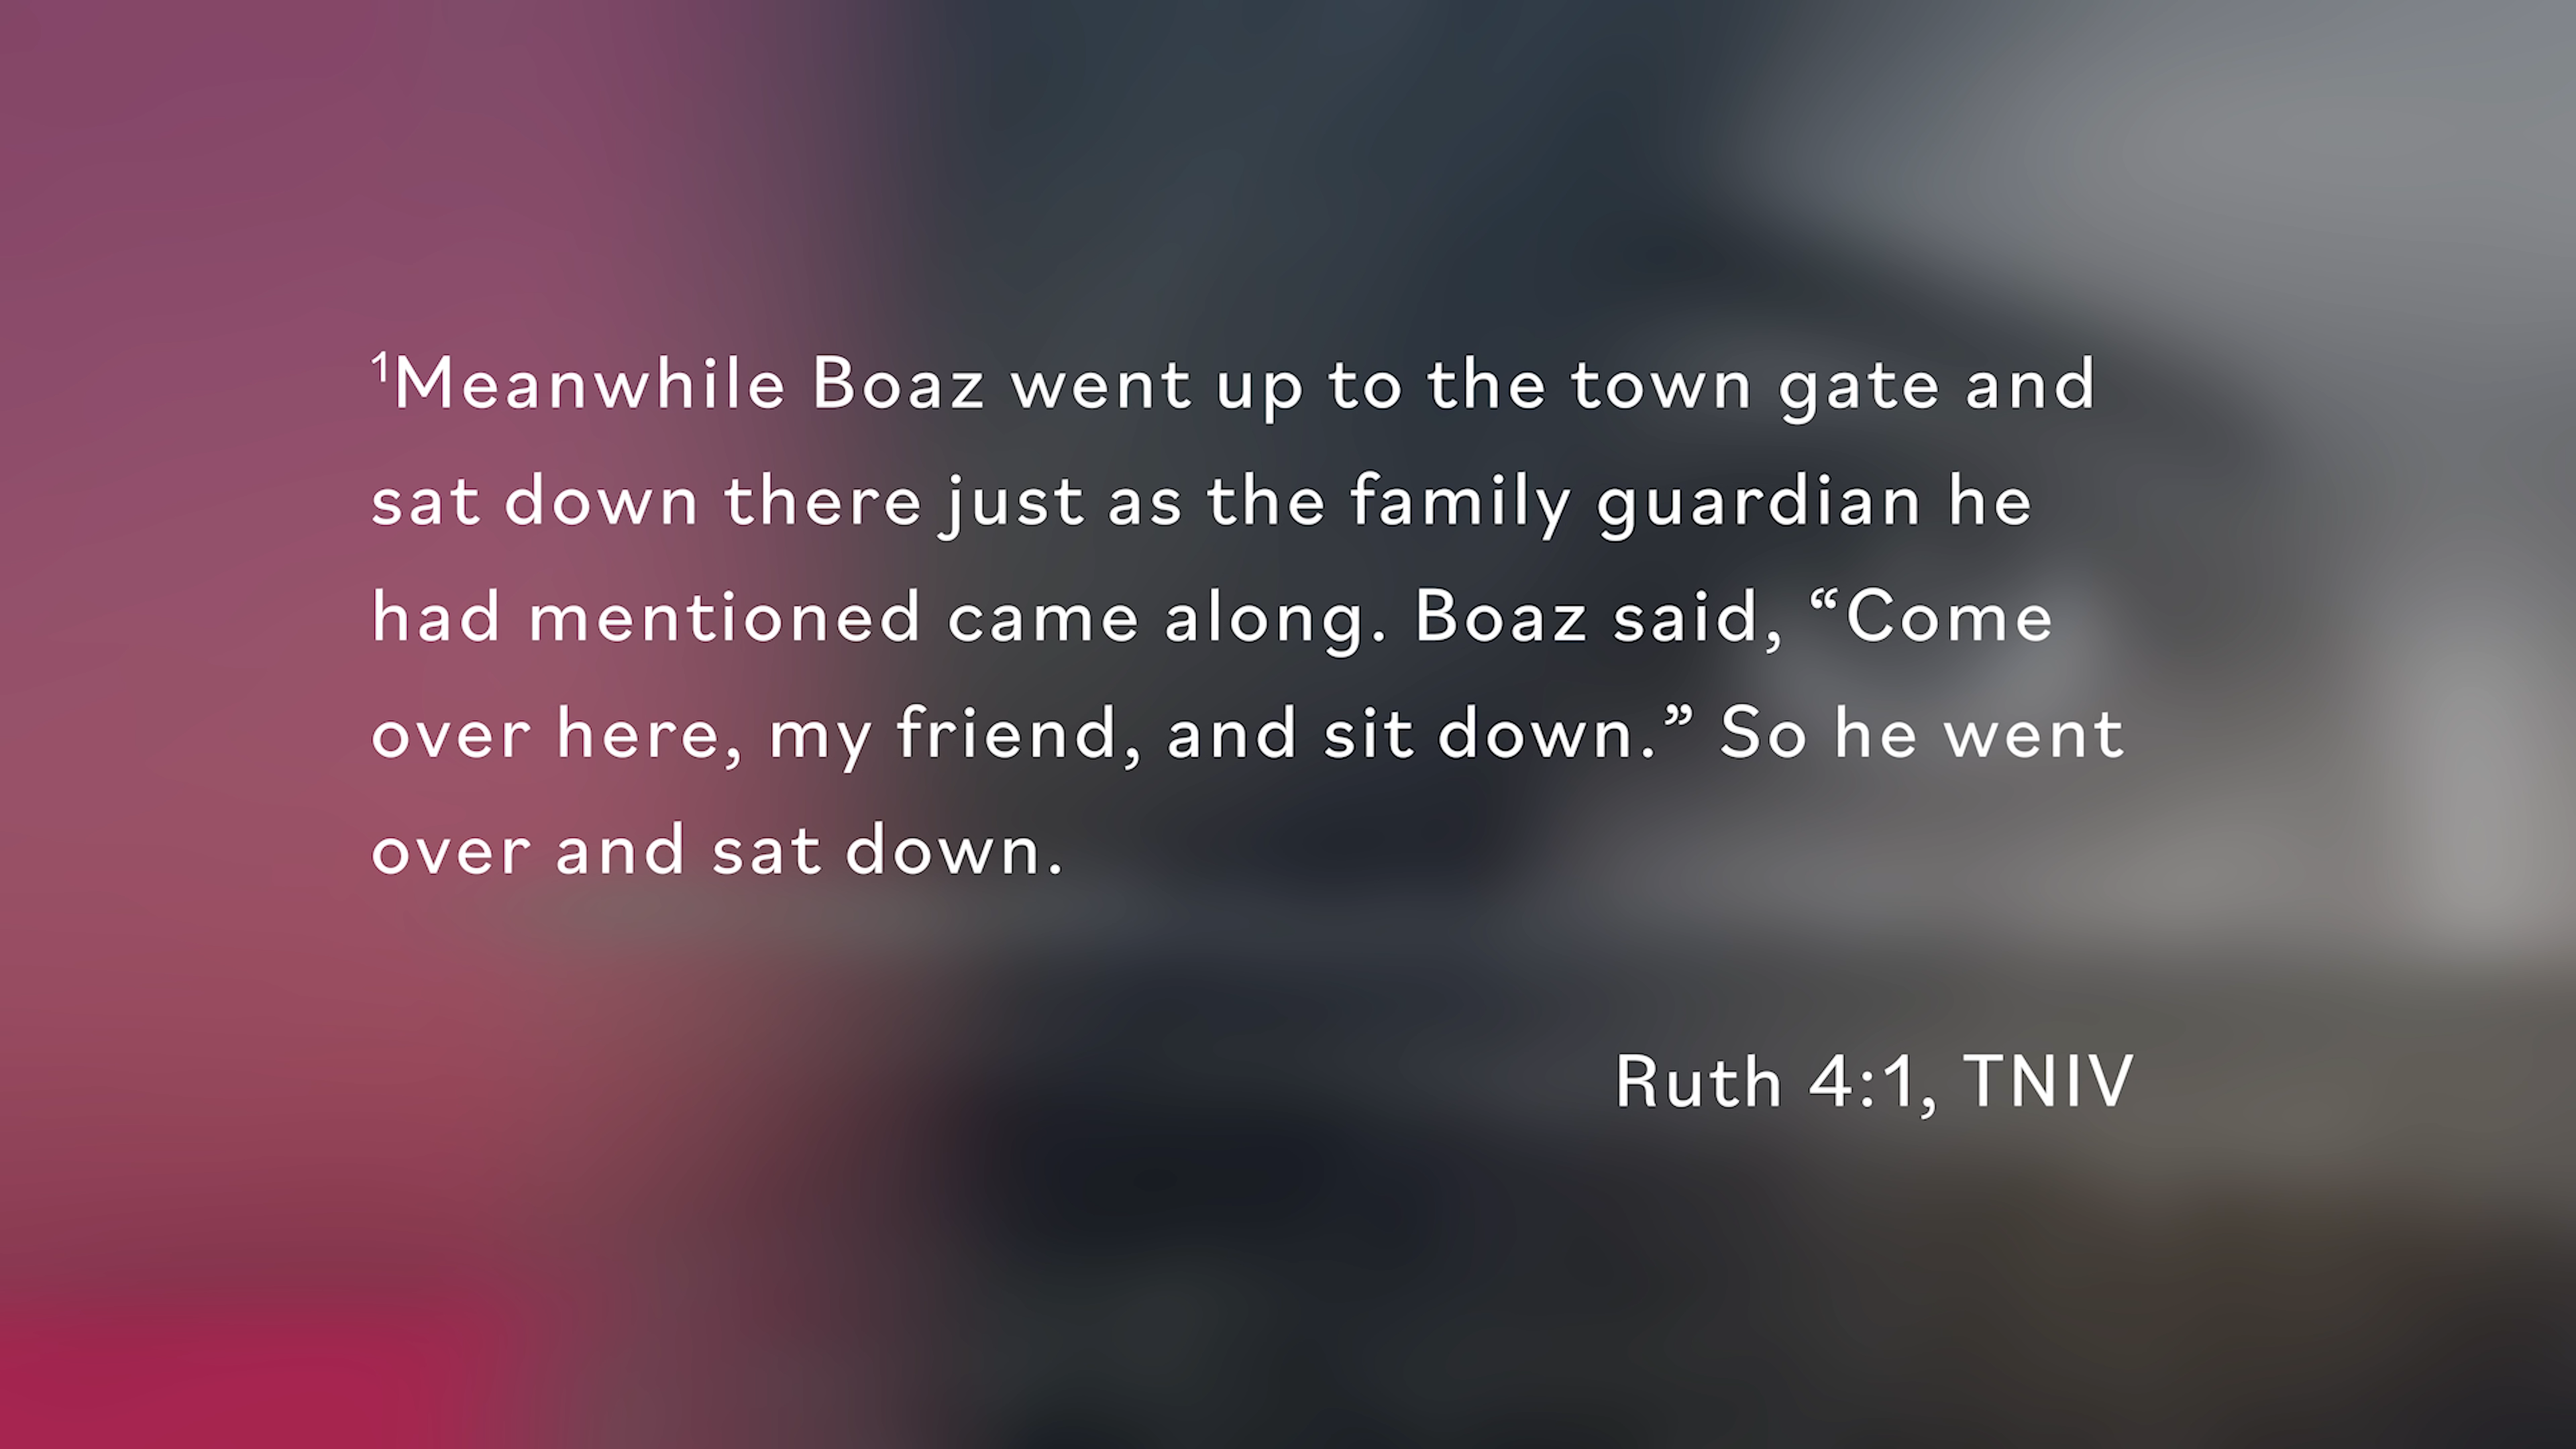 ¹Meanwhile Boaz went up to the town gate and
sat down there just as the family guardian he
had mentioned came along. Boaz said, “Come
over here, my friend, and sit down.” So he went
over and sat down.
Ruth 4:1, TNIV